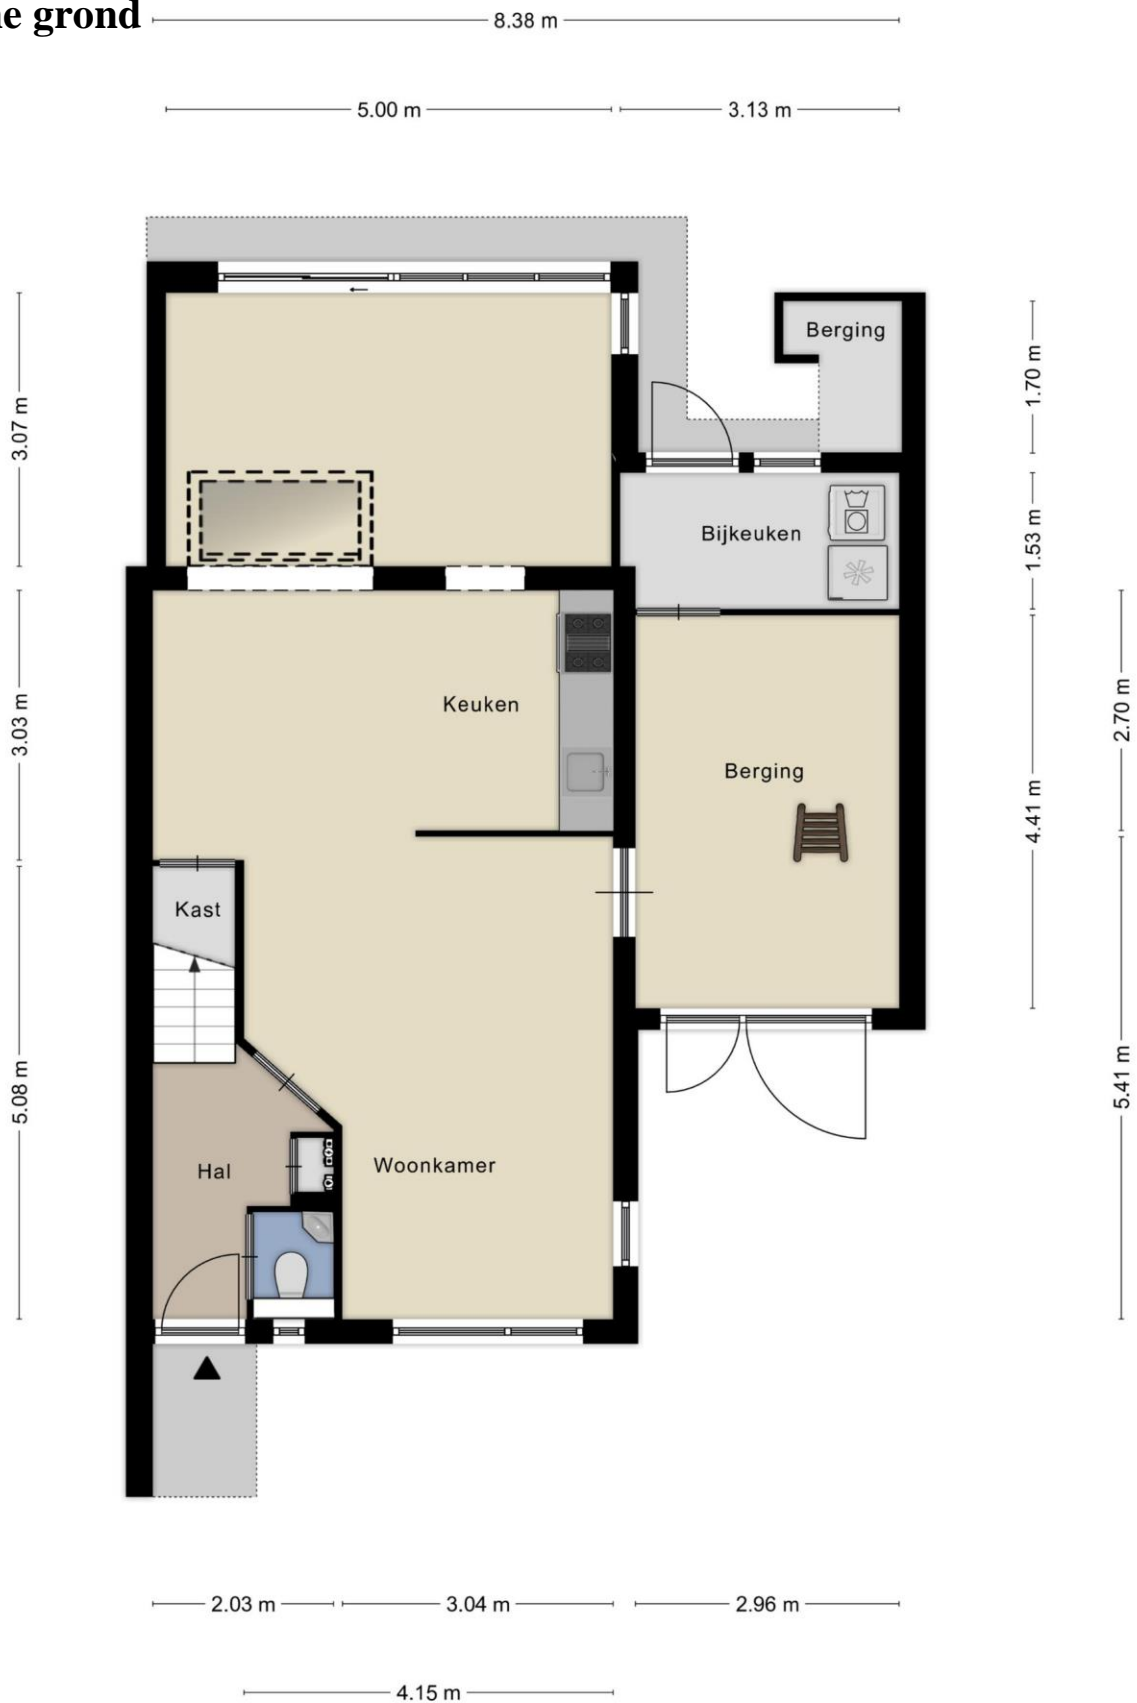 e grond
8.38 m
5.00 m
3.13 m
Berging
1.70 m
3.07 m
Bijkeuken
1.53 m
Keuken
3.03 m
2.70 m
Berging
4.41 m
Kast
5.08 m
5.41 m
Hal
Woonkamer
2.03 m
3.04 m
2.96 m
4.15 m